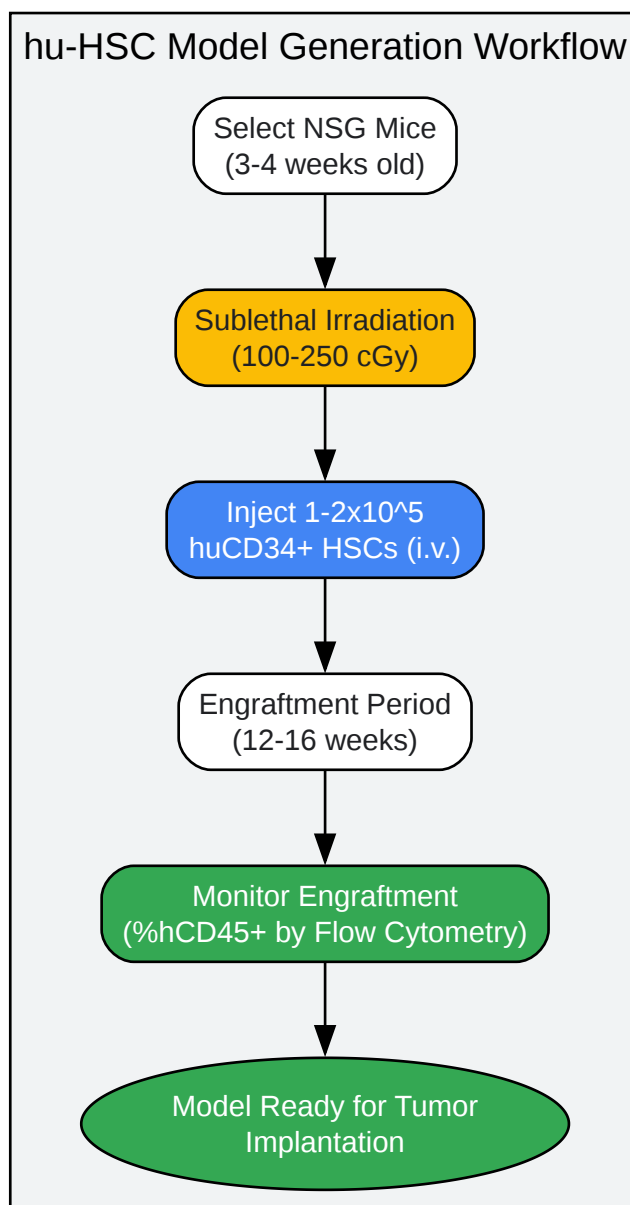 hu-HSC Model Generation Workflow
Select NSG Mice
(3-4 weeks old)
Sublethal Irradiation
(100-250 cGy)
Inject 1-2x10^5
huCD34+ HSCs (i.v.)
Engraftment Period
(12-16 weeks)
Monitor Engraftment
(%hCD45+ by Flow Cytometry)
Model Ready for Tumor
Implantation